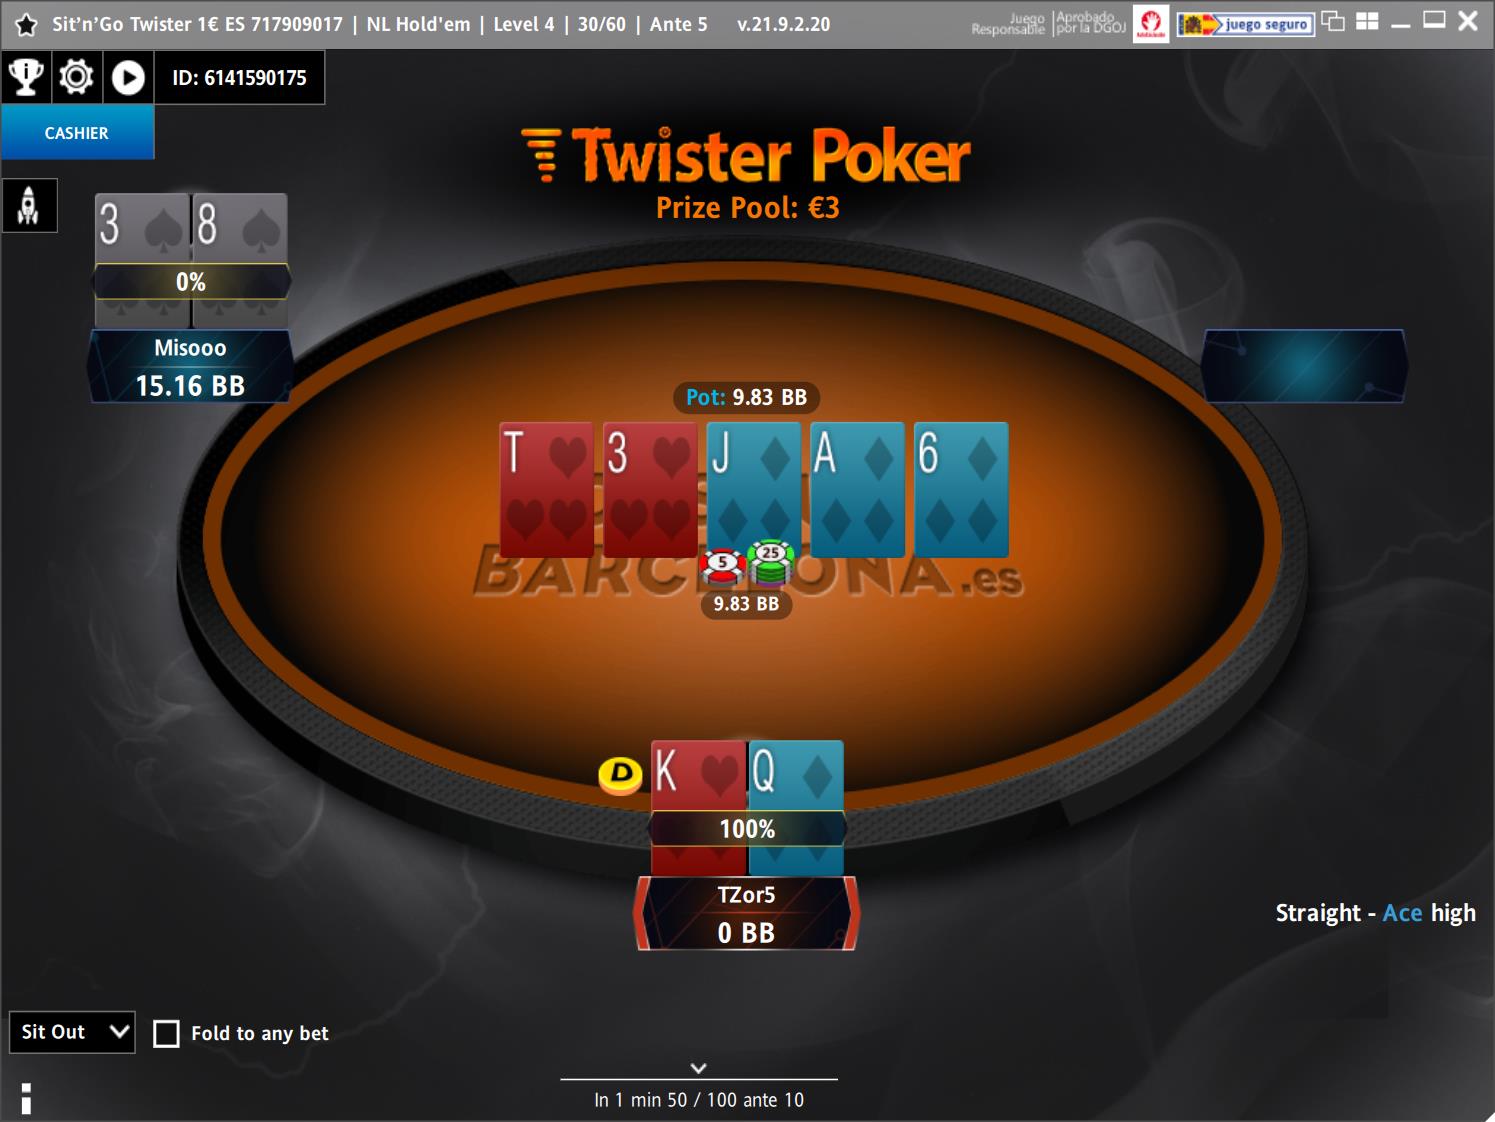 Sit’n’Go Twister 1€ ES 717909017 | NL Hold'em | Level 4 | 30/60 | Ante 5 v.21.9.2.20
Juego Responsable
Aprobado por la DGOJ
juego seguro
ID: 6141590175
CASHIER
Twister Poker
Prize Pool: €3
3 8
0%
Misooo
15.16 BB
Pot: 9.83 BB
T 3 J A 6
BARCELONA.es
5 25
9.83 BB
D
K Q
100%
TZor5
0 BB
Straight - Ace high
Sit Out
Fold to any bet
In 1 min 50 / 100 ante 10